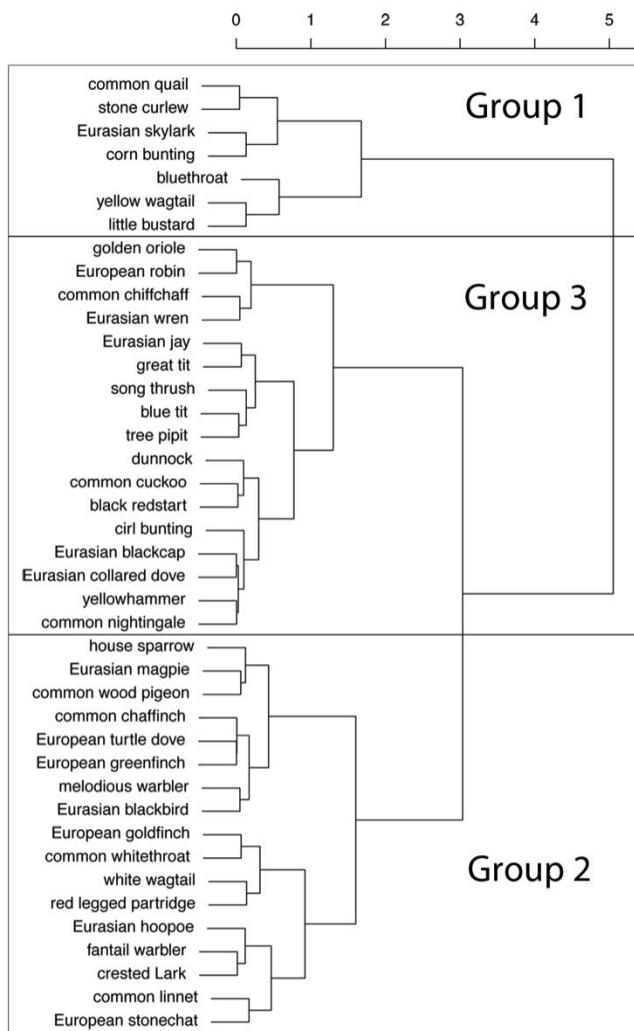 0 1 2 3 4 5
common quail
Group 1
stone curlew
Eurasian skylark
corn bunting
bluethroat
yellow wagtail
little bustard
golden oriole
European robin
Group 3
common chiffchaff
Eurasian wren
Eurasian jay
great tit
song thrush
blue tit
tree pipit
dunnock
common cuckoo
black redstart
cirl bunting
Eurasian blackcap
Eurasian collared dove
yellowhammer
common nightingale
house sparrow
Eurasian magpie
common wood pigeon
common chaffinch
European turtle dove
European greenfinch
melodious warbler
Eurasian blackbird
European goldfinch
common whitethroat
Group 2
white wagtail
red legged partridge
Eurasian hoopoe
fantail warbler
crested Lark
common linnet
European stonechat